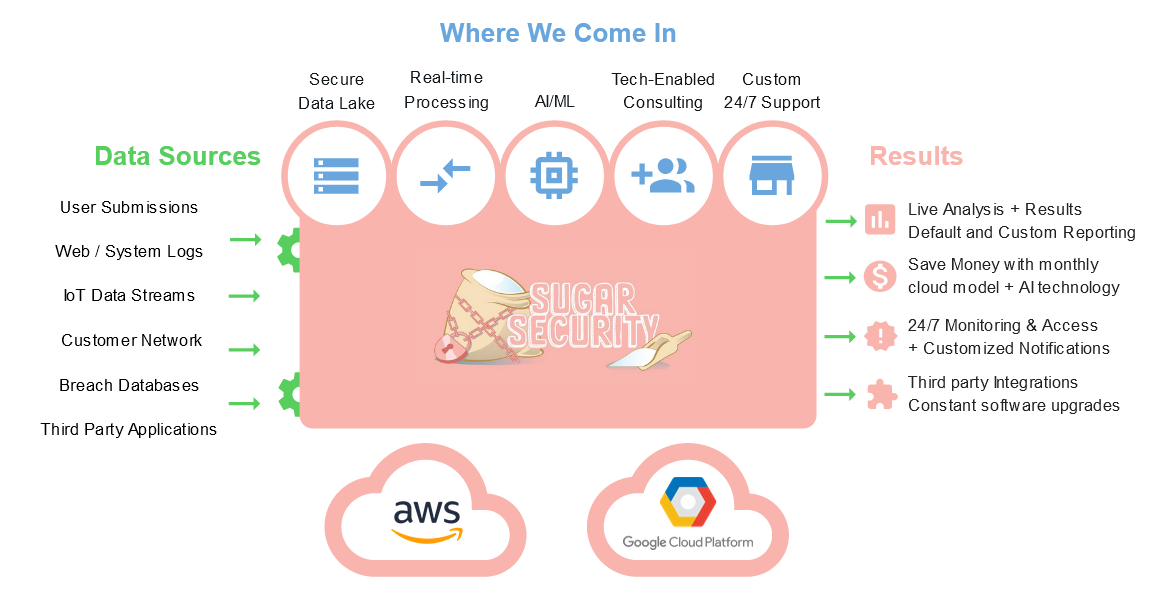 Where We Come In
Secure
Data Lake
Real-time
Processing
AI/ML
Tech-Enabled
Consulting
Custom
24/7 Support
Data Sources
User Submissions
Web / System Logs
IoT Data Streams
Customer Network
Breach Databases
Third Party Applications
SUGAR
SECURITY
Results
Live Analysis + Results
Default and Custom Reporting
Save Money with monthly
cloud model + AI technology
24/7 Monitoring & Access
+ Customized Notifications
Third party Integrations
Constant software upgrades
aws
Google Cloud Platform